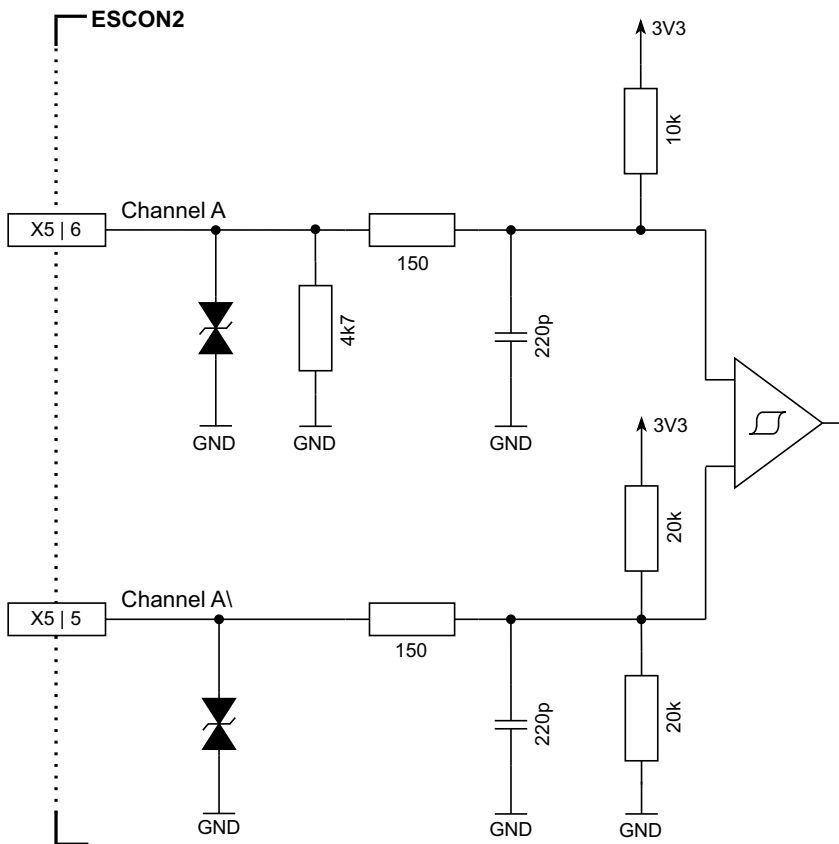 ESCON2
3V3
10k
Channel A
X5 | 6
150
4k7
220p
GND
GND
GND
3V3
20k
Channel A\
X5 | 5
150
220p
20k
GND
GND
GND